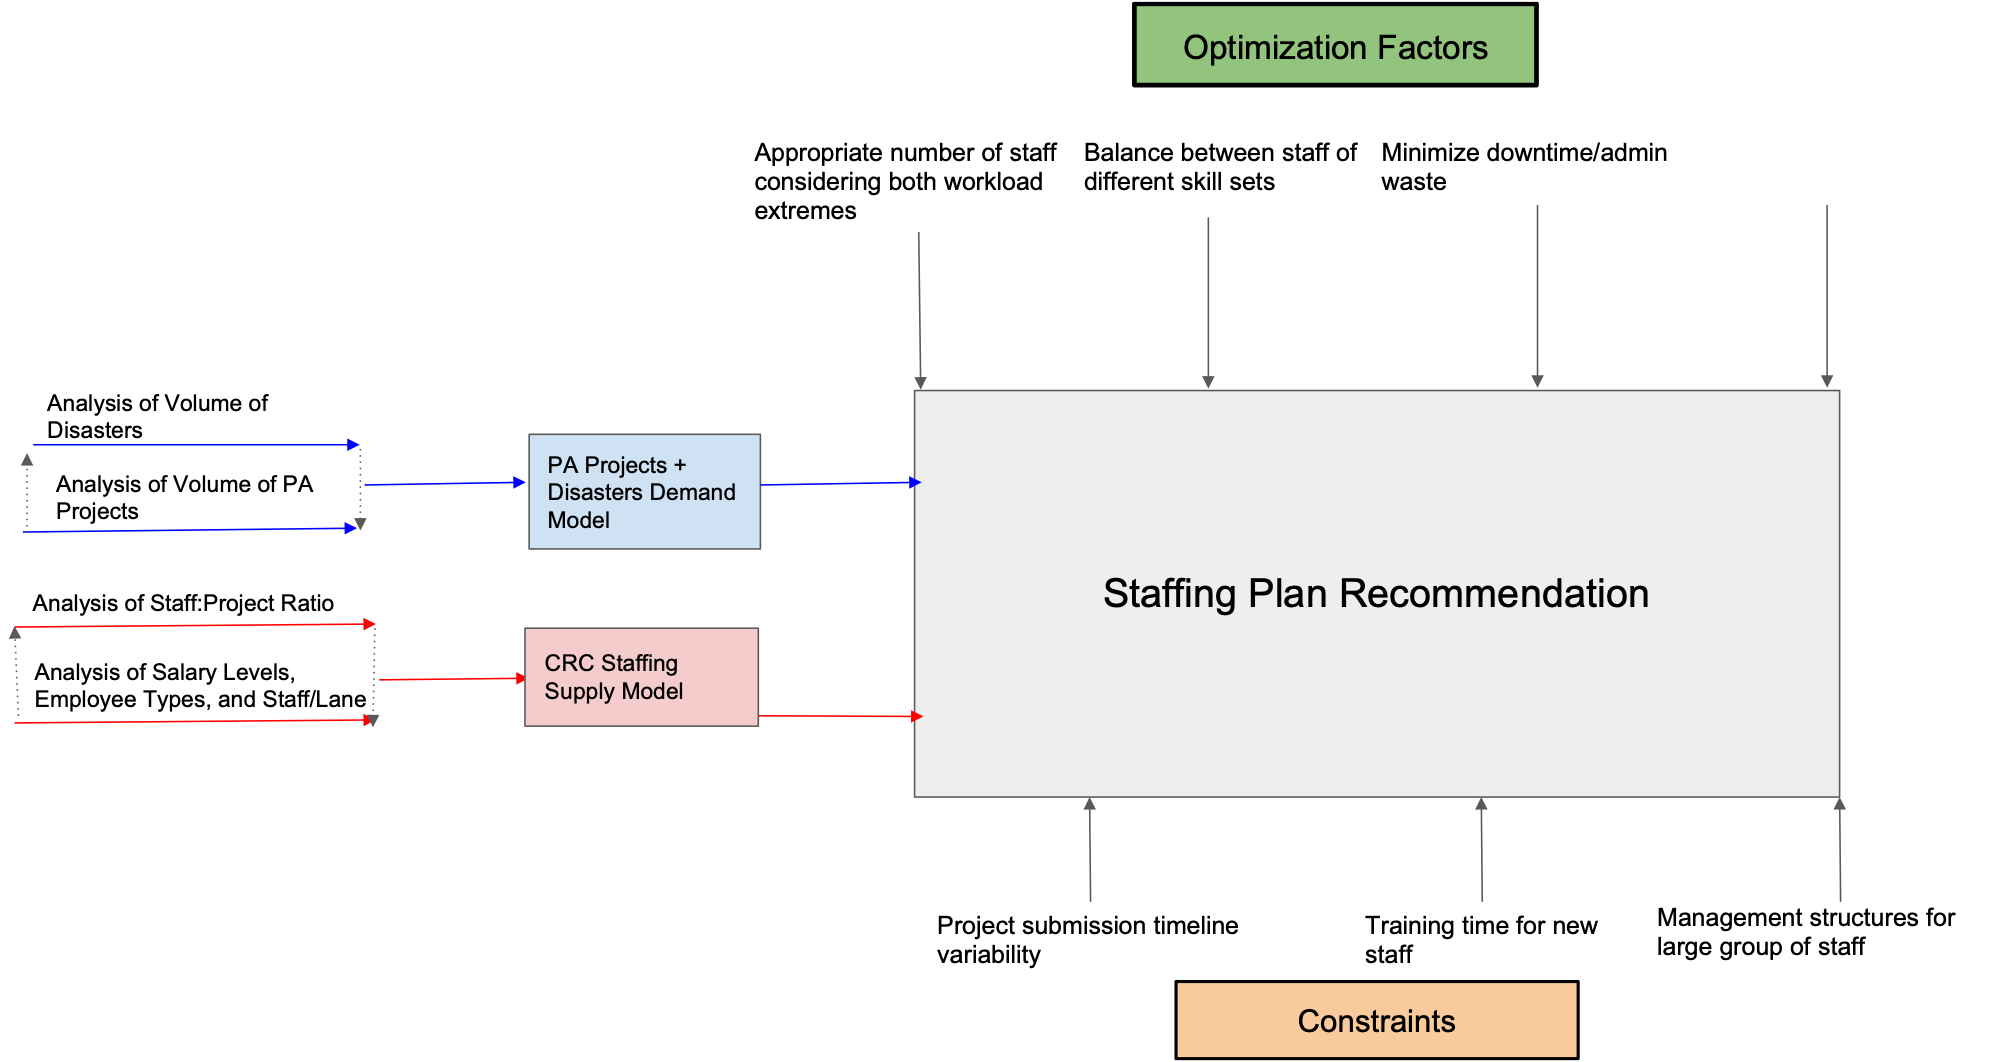 Optimization Factors
Appropriate number of staff
considering both workload
extremes
Balance between staff of
different skill sets
Minimize downtime/admin
waste
Analysis of Volume of
Disasters
Analysis of Volume of PA
Projects
PA Projects +
Disasters Demand
Model
Analysis of Staff:Project Ratio
Analysis of Salary Levels,
Employee Types, and Staff/Lane
CRC Staffing
Supply Model
Staffing Plan Recommendation
Project submission timeline
variability
Training time for new
staff
Management structures for
large group of staff
Constraints